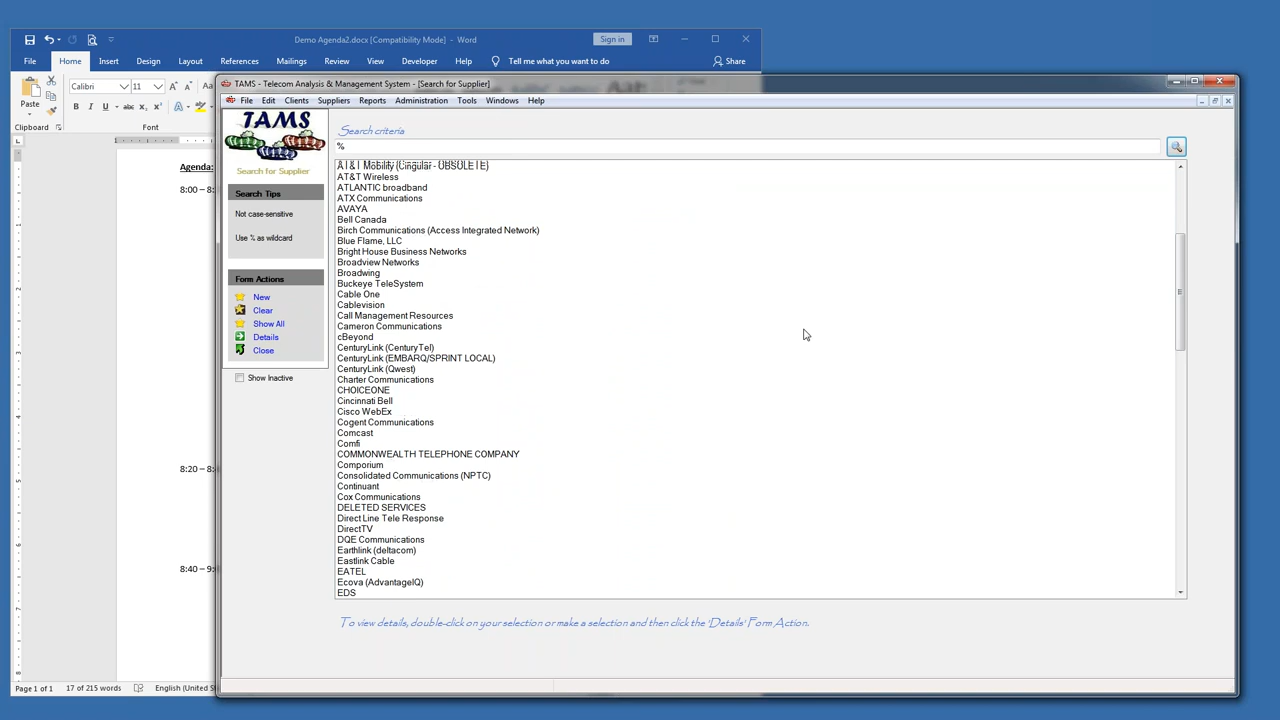 Demo Agenda2.docx [Compatibility Mode] - Word
Sign in
File Home Insert Design Layout References Mailings Review View Developer Help Tell me what you want to do Share
Calibri 11
Paste
Clipboard
Font
Agenda:
8:00 – 8:
8:20 – 8:
8:40 – 9:
Page 1 of 1 17 of 215 words English (United S
TAMS - Telecom Analysis & Management System - [Search for Supplier]
File Edit Clients Suppliers Reports Administration Tools Windows Help
TAMS
Search for Supplier
Search Tips
Not case-sensitive
Use % as wildcard
Form Actions
New
Clear
Show All
Details
Close
Show Inactive
Search criteria
%
AT&T Mobility (Cingular - OBSOLETE)
AT&T Wireless
ATLANTIC broadband
ATX Communications
AVAYA
Bell Canada
Birch Communications (Access Integrated Network)
Blue Flame, LLC
Bright House Business Networks
Broadview Networks
Broadwing
Buckeye TeleSystem
Cable One
Cablevision
Call Management Resources
Cameron Communications
cBeyond
CenturyLink (CenturyTel)
CenturyLink (EMBARQ/SPRINT LOCAL)
CenturyLink (Qwest)
Charter Communications
CHOICEONE
Cincinnati Bell
Cisco WebEx
Cogent Communications
Comcast
Comfi
COMMONWEALTH TELEPHONE COMPANY
Comporium
Consolidated Communications (NPTC)
Continuant
Cox Communications
DELETED SERVICES
Direct Line Tele Response
DirectTV
DQE Communications
Earthlink (deltacom)
Eastlink Cable
EATEL
Ecova (AdvantageIQ)
EDS
To view details, double-click on your selection or make a selection and then click the 'Details' Form Action.